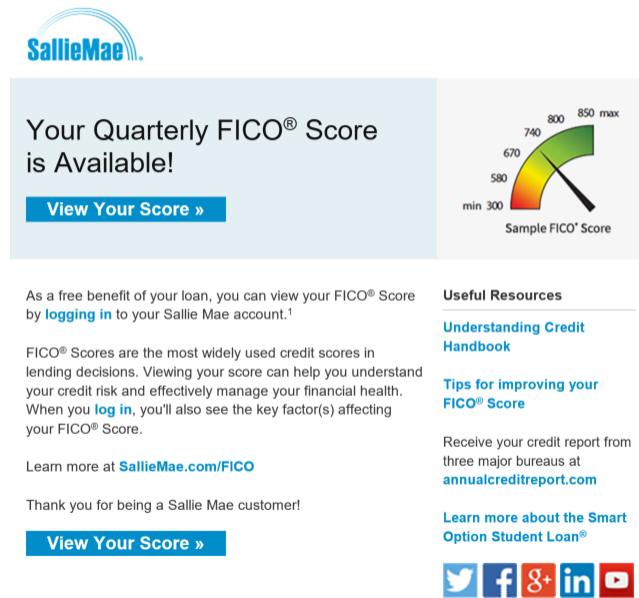 SallieMae®
Your Quarterly FICO® Score
is Available!
View Your Score »
850 max
800
740
670
580
min 300
Sample FICO® Score
As a free benefit of your loan, you can view your FICO® Score
by logging in to your Sallie Mae account.¹
FICO® Scores are the most widely used credit scores in
lending decisions. Viewing your score can help you understand
your credit risk and effectively manage your financial health.
When you log in, you'll also see the key factor(s) affecting
your FICO® Score.
Learn more at SallieMae.com/FICO
Thank you for being a Sallie Mae customer!
View Your Score »
Useful Resources
Understanding Credit
Handbook
Tips for improving your
FICO® Score
Receive your credit report from
three major bureaus at
annualcreditreport.com
Learn more about the Smart
Option Student Loan®
f
g+
in